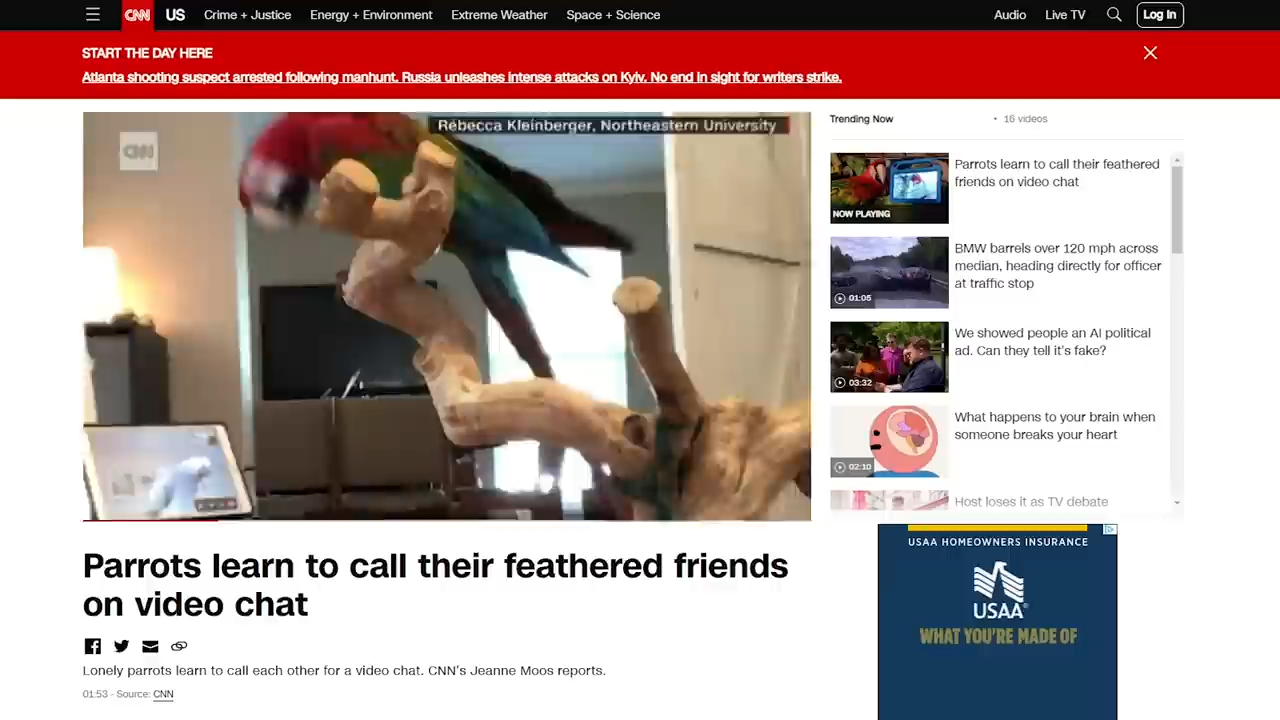 CNN
US
Crime + Justice
Energy + Environment
Extreme Weather
Space + Science
Audio
Live TV
Log In
START THE DAY HERE
Atlanta shooting suspect arrested following manhunt. Russia unleashes intense attacks on Kyiv. No end in sight for writers strike.
Rébecca Kleinberger, Northeastern University
CNN
Trending Now
• 16 videos
NOW PLAYING
Parrots learn to call their feathered
friends on video chat
01:05
BMW barrels over 120 mph across
median, heading directly for officer
at traffic stop
03:32
We showed people an AI political
ad. Can they tell it's fake?
02:10
What happens to your brain when
someone breaks your heart
Host loses it as TV debate
Parrots learn to call their feathered friends
on video chat
Lonely parrots learn to call each other for a video chat. CNN's Jeanne Moos reports.
01:53 - Source: CNN
USAA HOMEOWNERS INSURANCE
USAA®
WHAT YOU'RE MADE OF